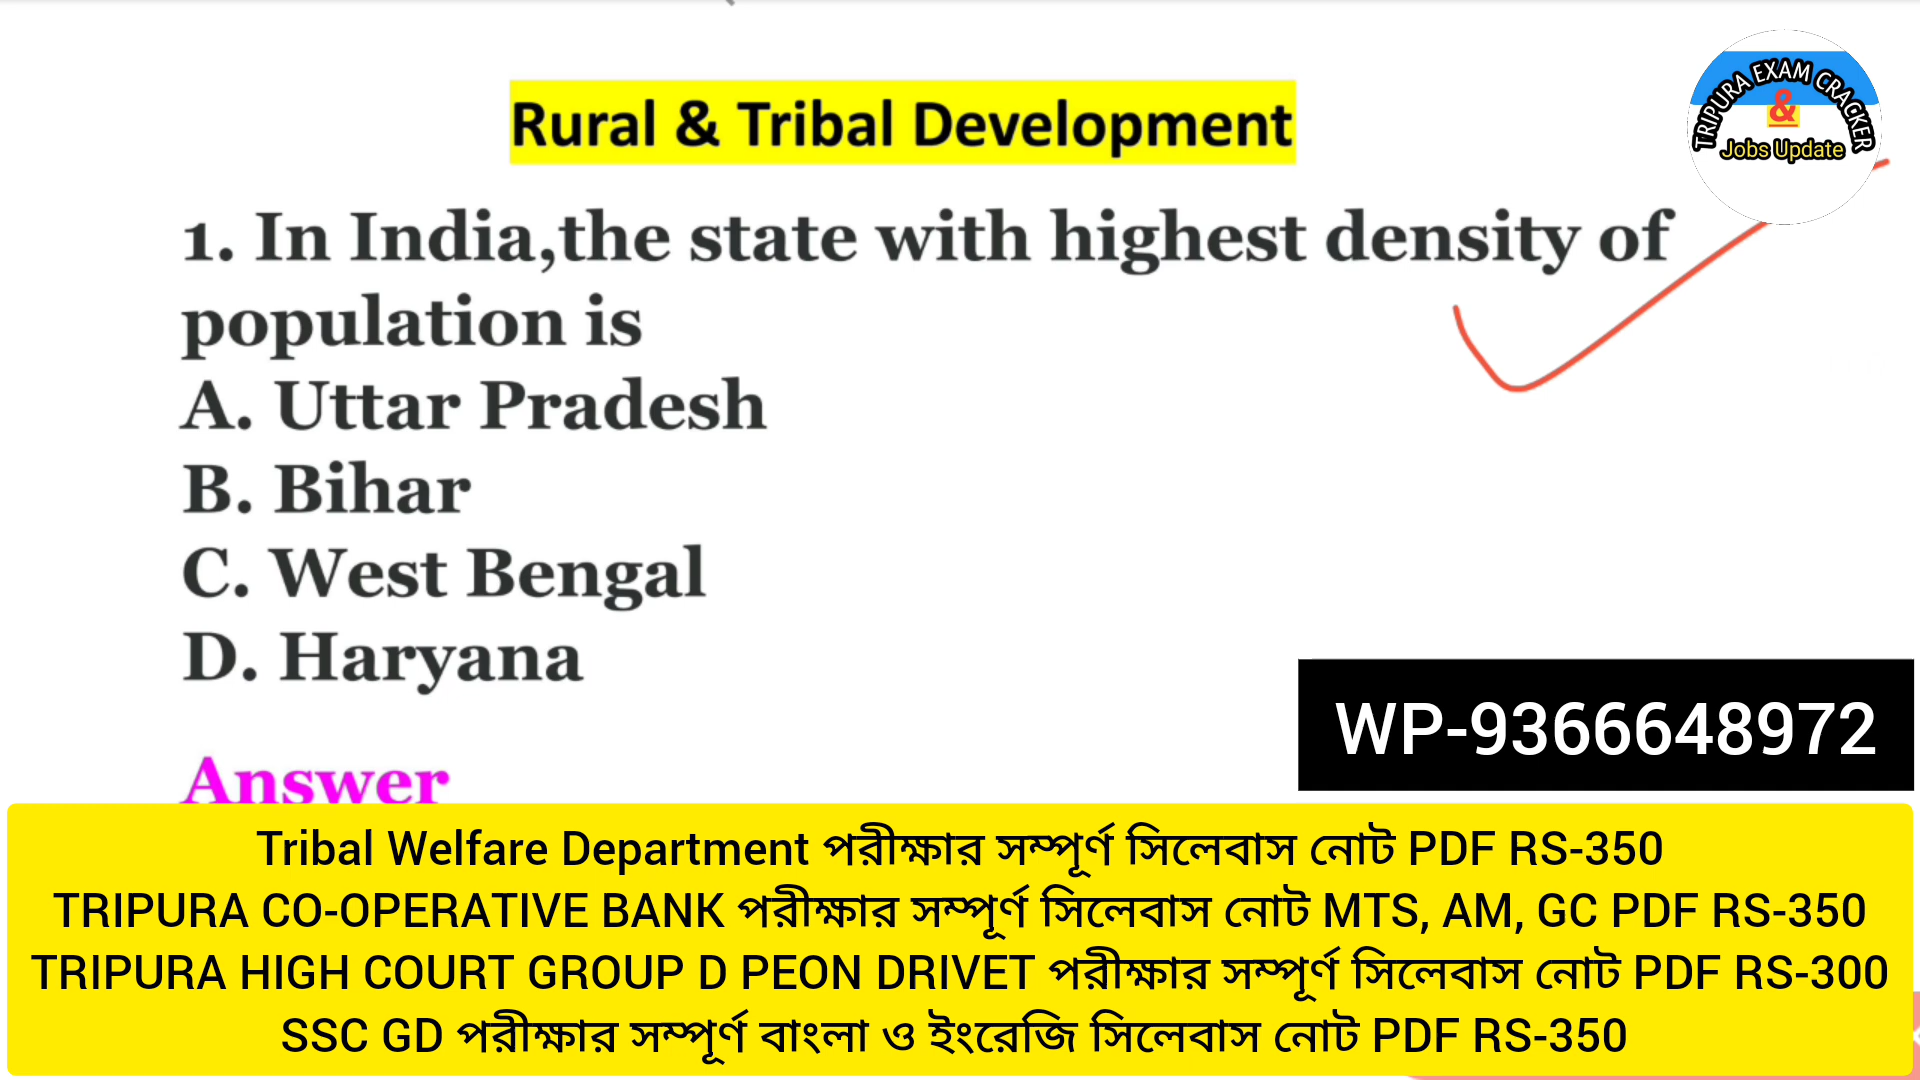 TRIPURA EXAM CRACKER
&
Jobs Update
Rural & Tribal Development
1. In India,the state with highest density of
population is
A. Uttar Pradesh
B. Bihar
C. West Bengal
D. Haryana
Answer
WP-9366648972
Tribal Welfare Department পরীক্ষার সম্পূর্ণ সিলেবাস নোট PDF RS-350
TRIPURA CO-OPERATIVE BANK পরীক্ষার সম্পূর্ণ সিলেবাস নোট MTS, AM, GC PDF RS-350
TRIPURA HIGH COURT GROUP D PEON DRIVET পরীক্ষার সম্পূর্ণ সিলেবাস নোট PDF RS-300
SSC GD পরীক্ষার সম্পূর্ণ বাংলা ও ইংরেজি সিলেবাস নোট PDF RS-350